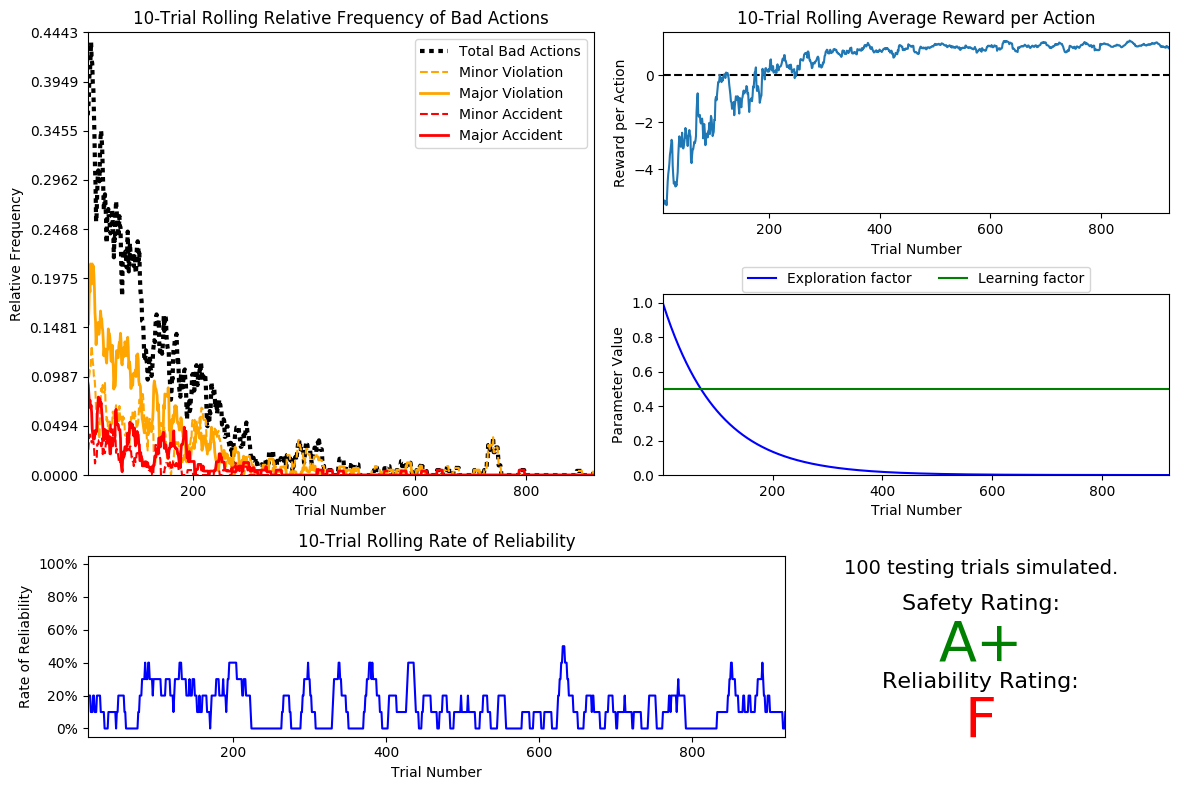 10-Trial Rolling Relative Frequency of Bad Actions
Relative Frequency
0.4443
0.3949
0.3455
0.2962
0.2468
0.1975
0.1481
0.0987
0.0494
0.0000
Total Bad Actions
Minor Violation
Major Violation
Minor Accident
Major Accident
200 400 600 800
Trial Number
10-Trial Rolling Average Reward per Action
Reward per Action
0
−2
−4
200 400 600 800
Trial Number
Exploration factor Learning factor
Parameter Value
1.0
0.8
0.6
0.4
0.2
0.0
200 400 600 800
Trial Number
10-Trial Rolling Rate of Reliability
Rate of Reliability
100%
80%
60%
40%
20%
0%
200 400 600 800
Trial Number
100 testing trials simulated.
Safety Rating:
A+
Reliability Rating:
F